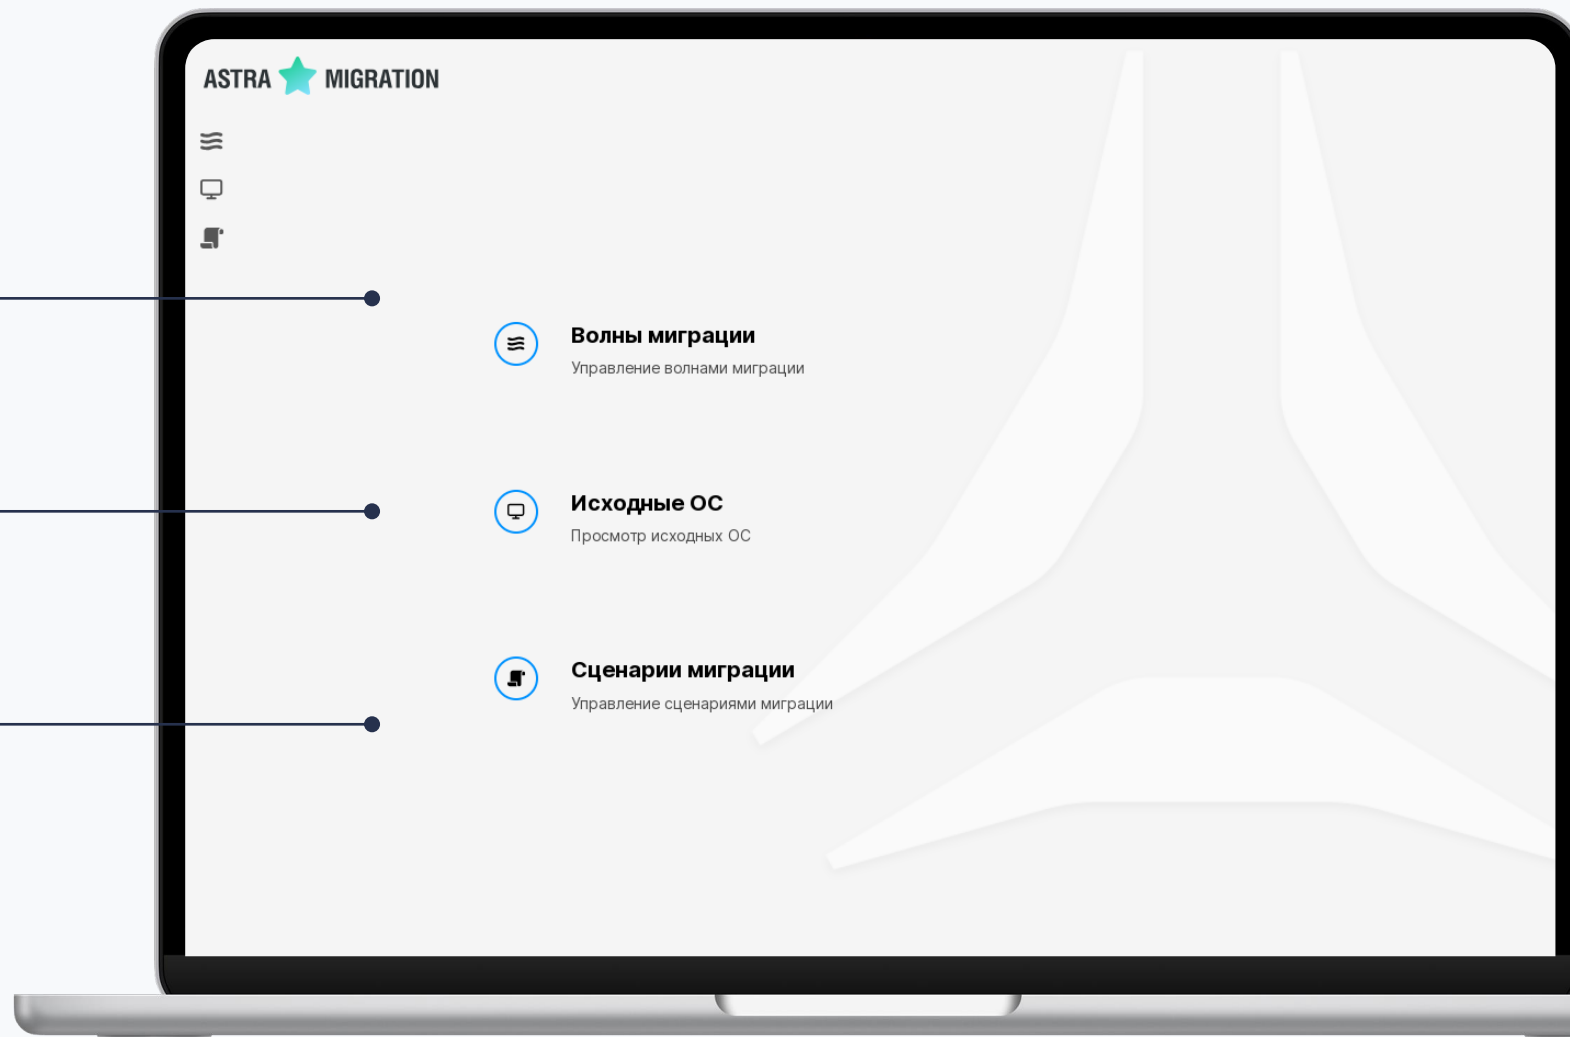 ASTRA MIGRATION
Волны миграции
Управление волнами миграции
Исходные ОС
Просмотр исходных ОС
Сценарии миграции
Управление сценариями миграции